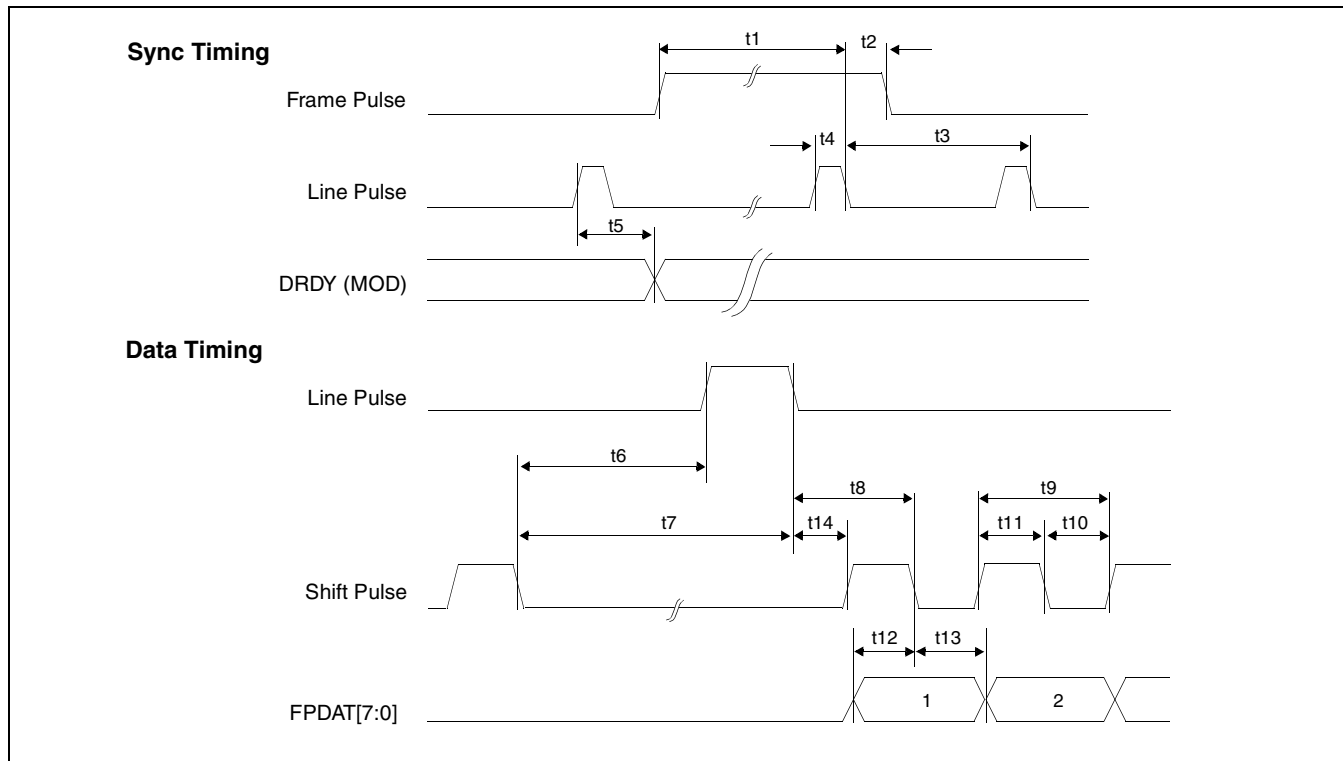 Sync Timing
t1
t2
Frame Pulse
t4
t3
Line Pulse
t5
DRDY (MOD)
Data Timing
Line Pulse
t6
t8
t9
t7
t14
t11
t10
Shift Pulse
t12
t13
FPDAT[7:0]
1
2